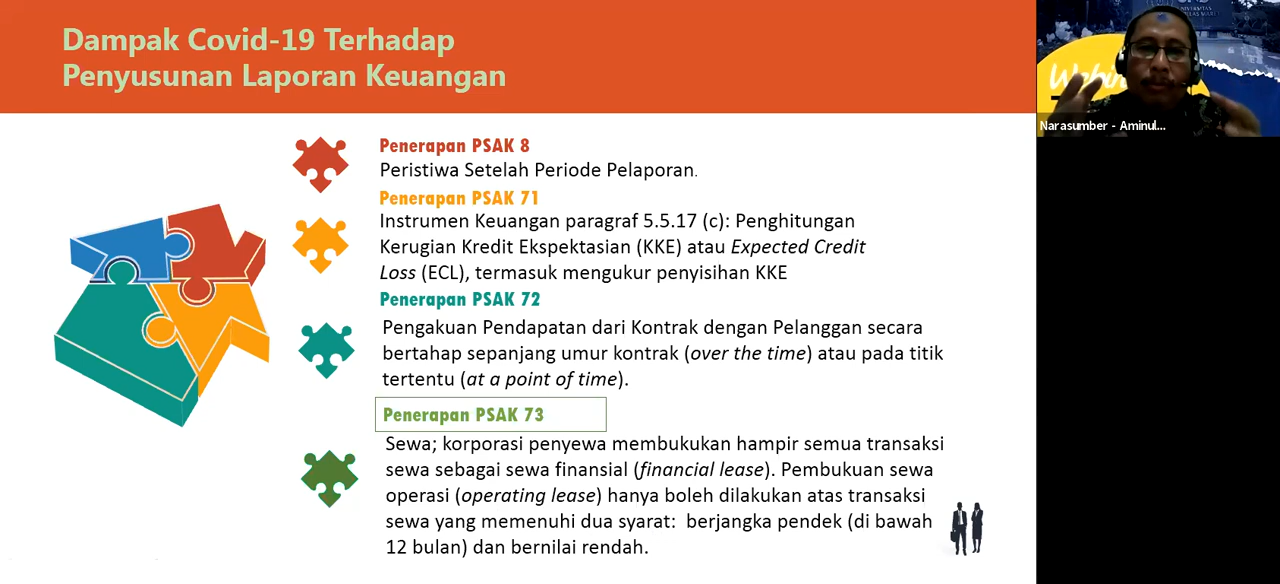 Dampak Covid-19 Terhadap
Penyusunan Laporan Keuangan
Penerapan PSAK 8
Peristiwa Setelah Periode Pelaporan.
Penerapan PSAK 71
Instrumen Keuangan paragraf 5.5.17 (c): Penghitungan
Kerugian Kredit Ekspektasian (KKE) atau Expected Credit
Loss (ECL), termasuk mengukur penyisihan KKE
Penerapan PSAK 72
Pengakuan Pendapatan dari Kontrak dengan Pelanggan secara
bertahap sepanjang umur kontrak (over the time) atau pada titik
tertentu (at a point of time).
Penerapan PSAK 73
Sewa; korporasi penyewa membukukan hampir semua transaksi
sewa sebagai sewa finansial (financial lease). Pembukuan sewa
operasi (operating lease) hanya boleh dilakukan atas transaksi
sewa yang memenuhi dua syarat: berjangka pendek (di bawah
12 bulan) dan bernilai rendah.
Narasumber - Aminul...